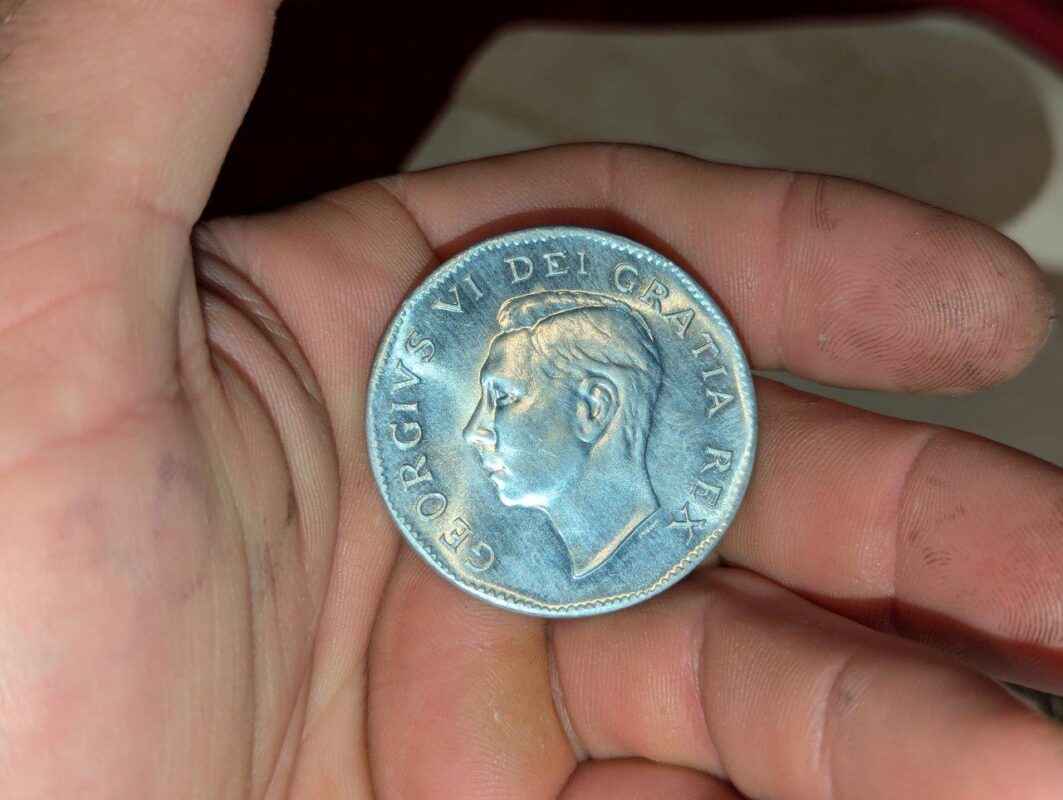 GEORGIVS VI DEI GRATIA REX